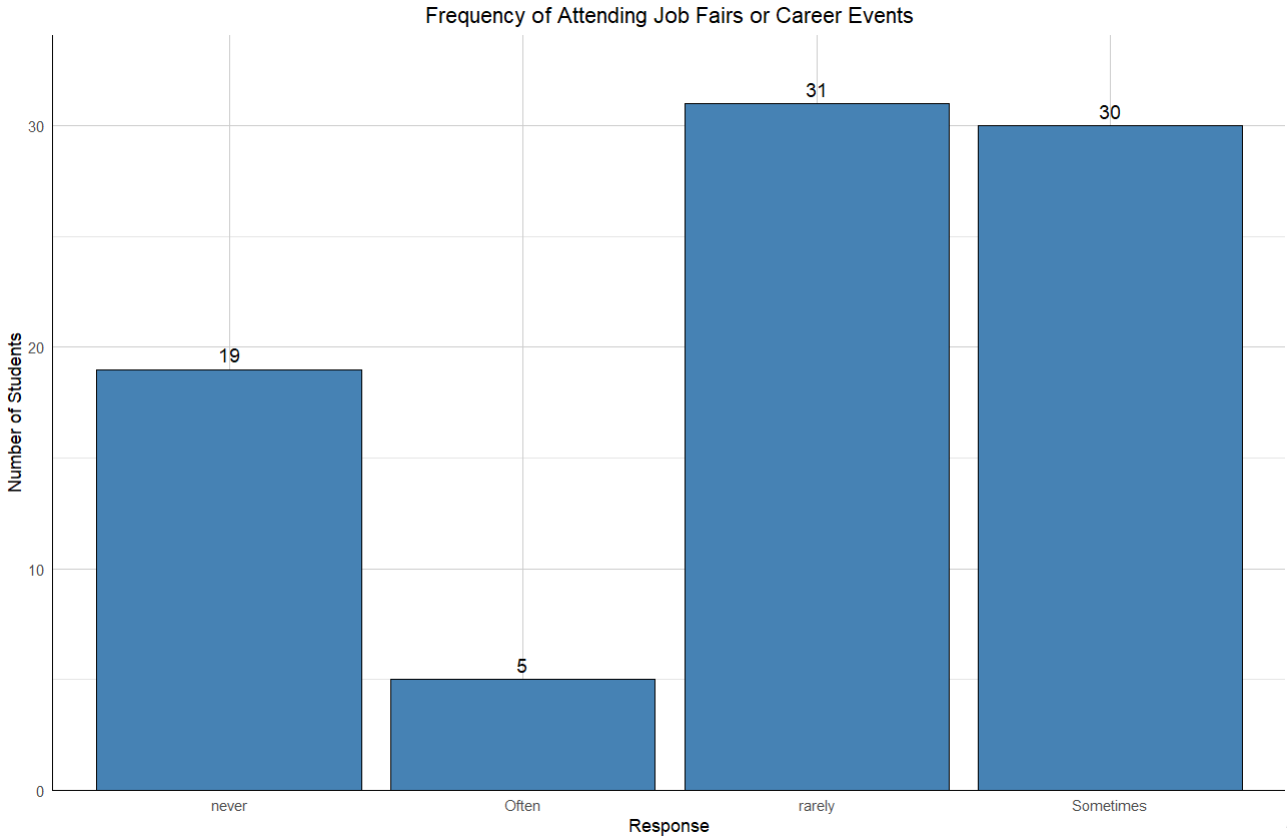 Frequency of Attending Job Fairs or Career Events
31
30
30
19
20
Number of Students
10
5
0
never Often rarely Sometimes
Response